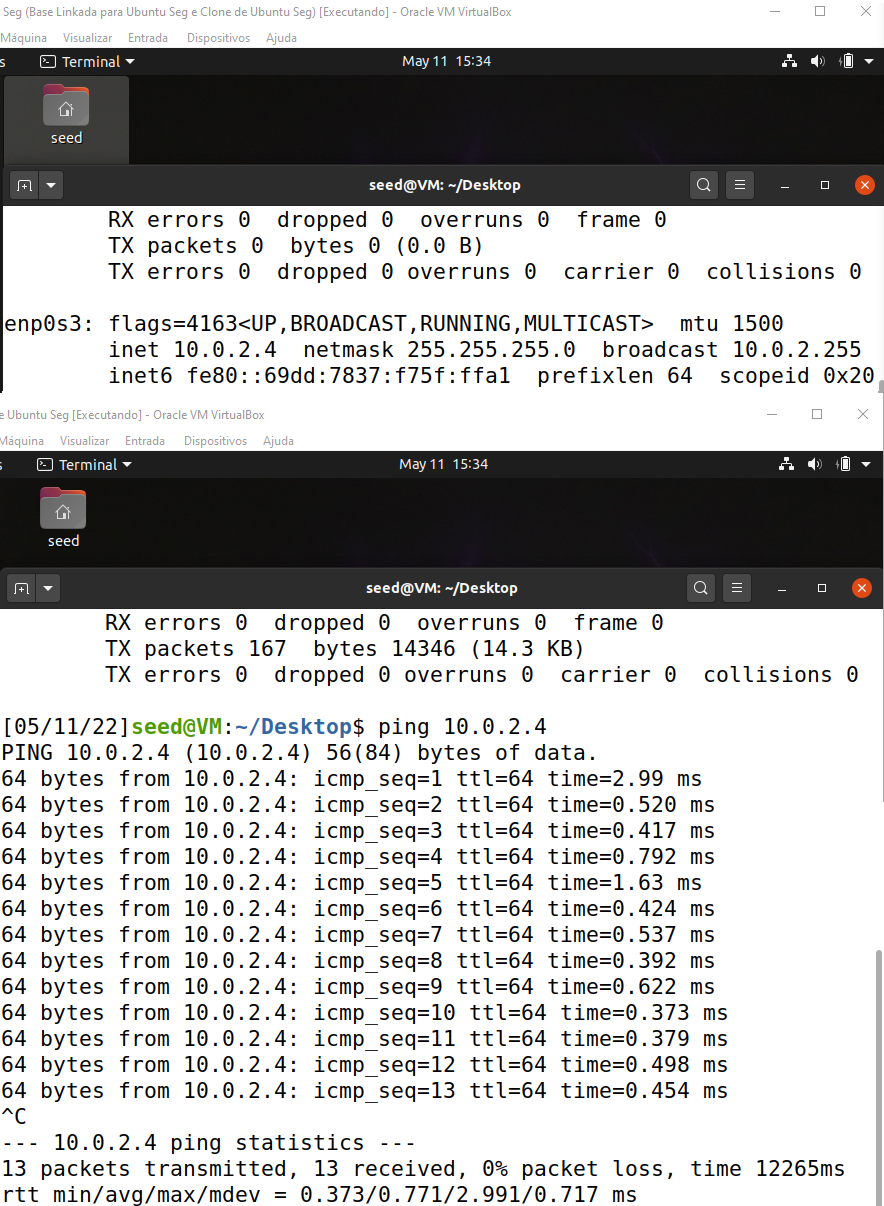 Seg (Base Linkada para Ubuntu Seg e Clone de Ubuntu Seg) [Executando] - Oracle VM VirtualBox
Máquina Visualizar Entrada Dispositivos Ajuda
s Terminal May 11 15:34
seed
seed@VM: ~/Desktop
RX errors 0 dropped 0 overruns 0 frame 0
TX packets 0 bytes 0 (0.0 B)
TX errors 0 dropped 0 overruns 0 carrier 0 collisions 0
enp0s3: flags=4163<UP,BROADCAST,RUNNING,MULTICAST> mtu 1500
inet 10.0.2.4 netmask 255.255.255.0 broadcast 10.0.2.255
inet6 fe80::69dd:7837:f75f:ffa1 prefixlen 64 scopeid 0x20
e Ubuntu Seg [Executando] - Oracle VM VirtualBox
Máquina Visualizar Entrada Dispositivos Ajuda
s Terminal May 11 15:34
seed
seed@VM: ~/Desktop
RX errors 0 dropped 0 overruns 0 frame 0
TX packets 167 bytes 14346 (14.3 KB)
TX errors 0 dropped 0 overruns 0 carrier 0 collisions 0
[05/11/22]seed@VM:~/Desktop$ ping 10.0.2.4
PING 10.0.2.4 (10.0.2.4) 56(84) bytes of data.
64 bytes from 10.0.2.4: icmp_seq=1 ttl=64 time=2.99 ms
64 bytes from 10.0.2.4: icmp_seq=2 ttl=64 time=0.520 ms
64 bytes from 10.0.2.4: icmp_seq=3 ttl=64 time=0.417 ms
64 bytes from 10.0.2.4: icmp_seq=4 ttl=64 time=0.792 ms
64 bytes from 10.0.2.4: icmp_seq=5 ttl=64 time=1.63 ms
64 bytes from 10.0.2.4: icmp_seq=6 ttl=64 time=0.424 ms
64 bytes from 10.0.2.4: icmp_seq=7 ttl=64 time=0.537 ms
64 bytes from 10.0.2.4: icmp_seq=8 ttl=64 time=0.392 ms
64 bytes from 10.0.2.4: icmp_seq=9 ttl=64 time=0.622 ms
64 bytes from 10.0.2.4: icmp_seq=10 ttl=64 time=0.373 ms
64 bytes from 10.0.2.4: icmp_seq=11 ttl=64 time=0.379 ms
64 bytes from 10.0.2.4: icmp_seq=12 ttl=64 time=0.498 ms
64 bytes from 10.0.2.4: icmp_seq=13 ttl=64 time=0.454 ms
^C
--- 10.0.2.4 ping statistics ---
13 packets transmitted, 13 received, 0% packet loss, time 12265ms
rtt min/avg/max/mdev = 0.373/0.771/2.991/0.717 ms